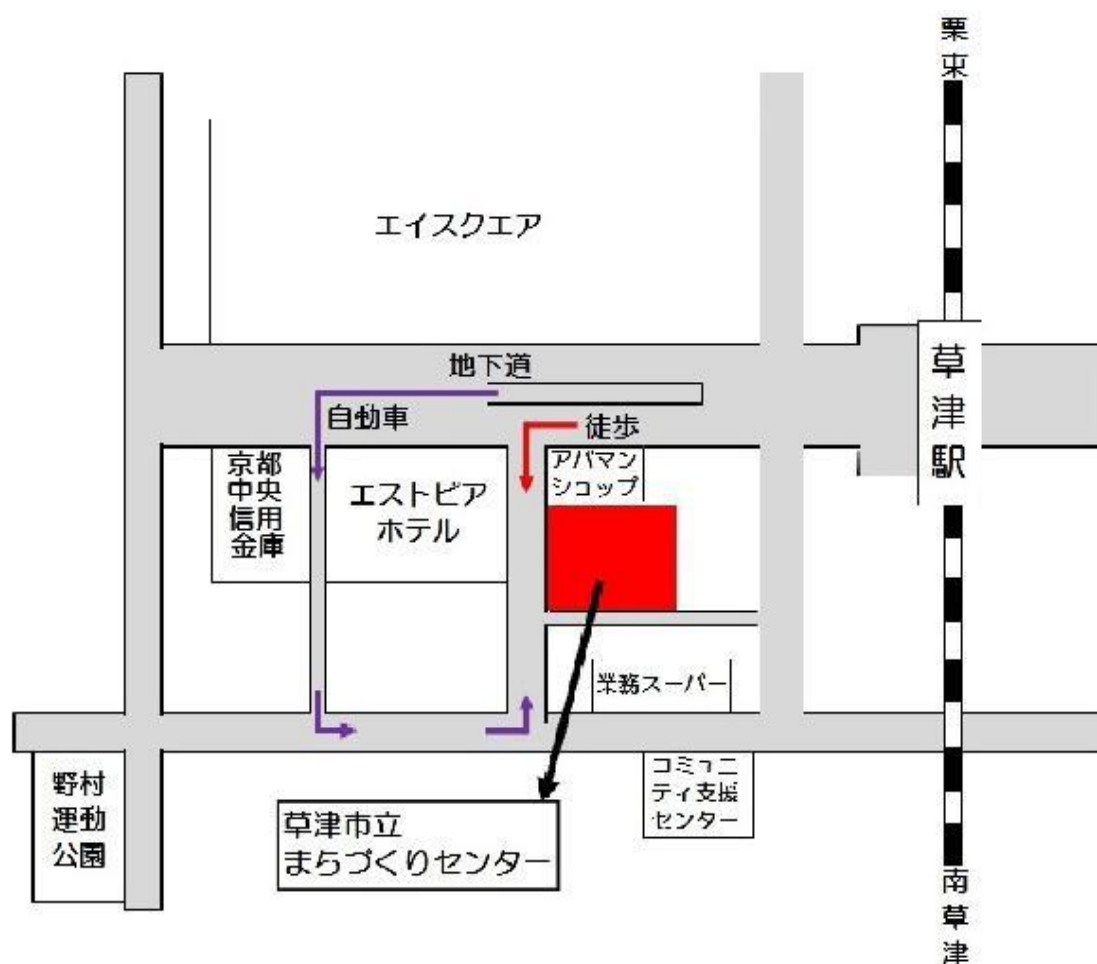 栗東
エイスクエア
地下道
自動車
徒歩
草津駅
京都
中央
信用
金庫
エストピア
ホテル
アパマン
ショップ
業務スーパー
野村
運動
公園
コミュニ
ティ支援
センター
草津市立
まちづくりセンター
南草津